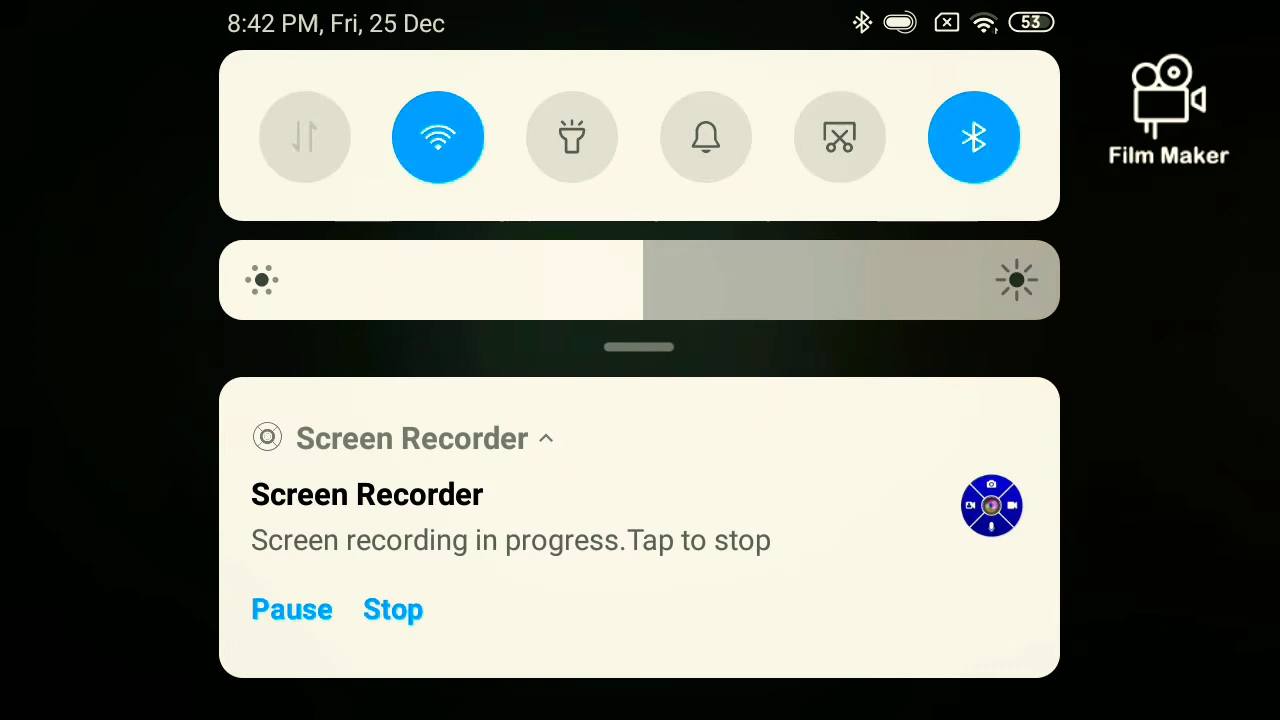 8:42 PM, Fri, 25 Dec
53
Film Maker
Screen Recorder
Screen Recorder
Screen recording in progress.Tap to stop
Pause Stop